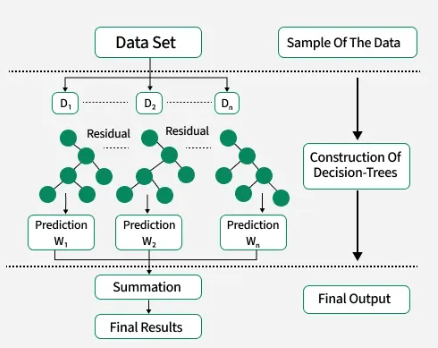 Data Set
Sample Of The Data
D1
D2
Dn
Residual
Residual
Construction Of
Decision-Trees
Prediction
W1
Prediction
W2
Prediction
Wn
Summation
Final Output
Final Results